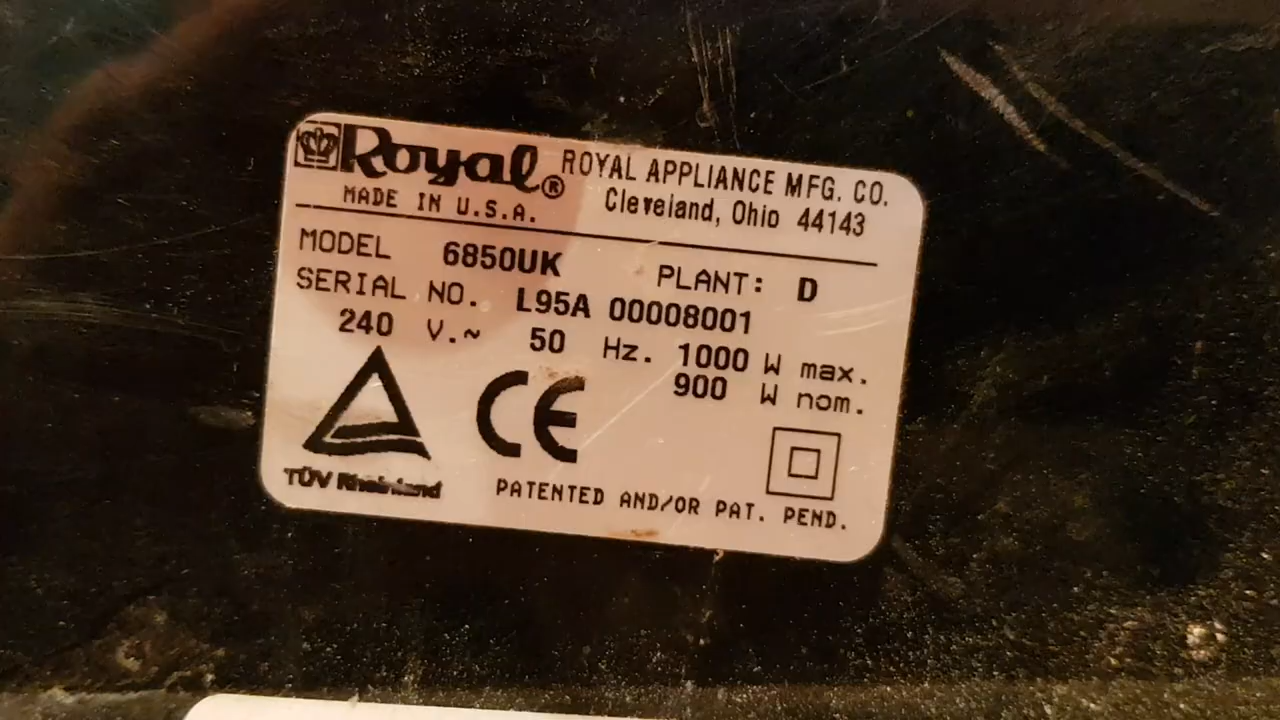 Royal® ROYAL APPLIANCE MFG. CO.
MADE IN U.S.A. Cleveland, Ohio 44143
MODEL 6850UK PLANT: D
SERIAL NO. L95A 00008001
240 V.~ 50 Hz. 1000 W max.
900 W nom.
CE
TÜV Rheinland
PATENTED AND/OR PAT. PEND.